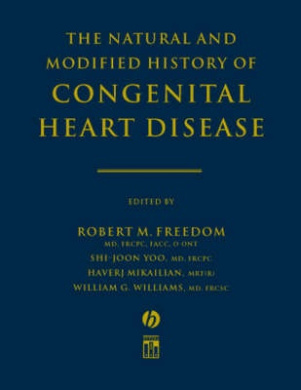 THE NATURAL AND
MODIFIED HISTORY OF
CONGENITAL
HEART DISEASE
EDITED BY
ROBERT M. FREEDOM
MD, FRCPC, FACC, O ONT
SHI-JOON YOO, MD, FRCPC
HAVERJ MIKAILIAN, MRT(R)
WILLIAM G. WILLIAMS, MD, FRCSC